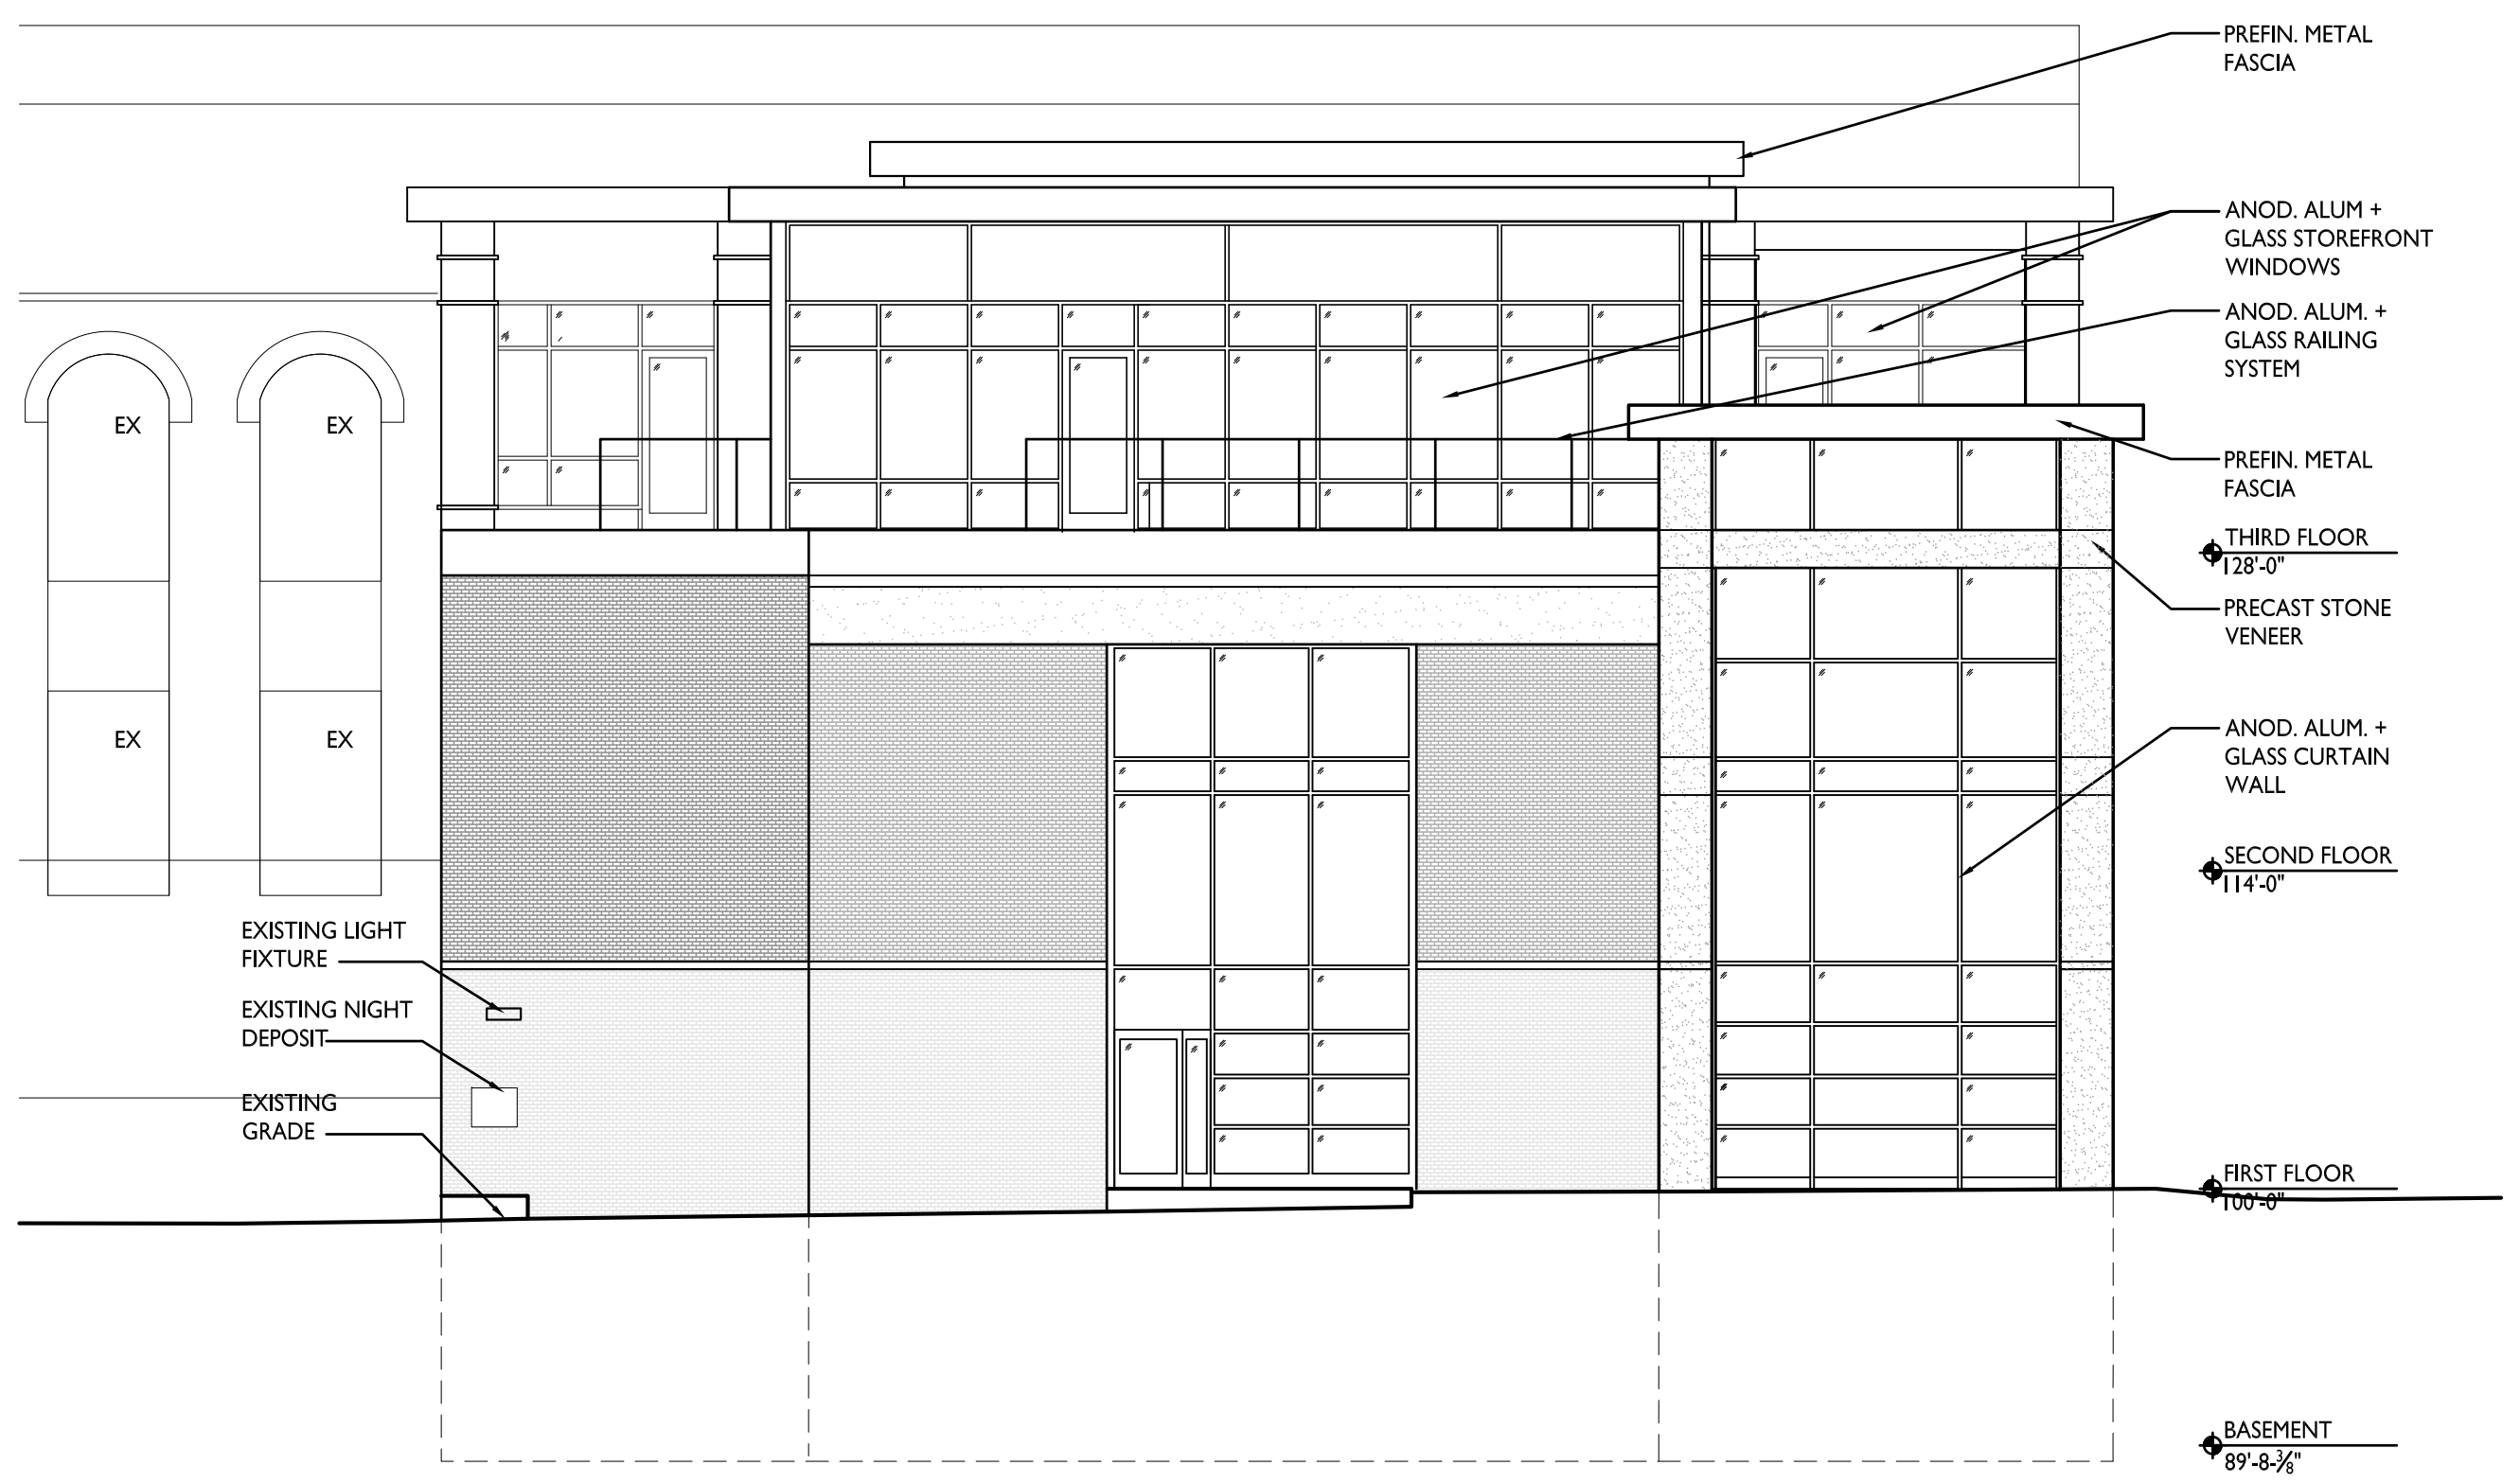 PREFIN. METAL
FASCIA
ANOD. ALUM +
GLASS STOREFRONT
WINDOWS
ANOD. ALUM. +
GLASS RAILING
SYSTEM
EX
EX
PREFIN. METAL
FASCIA
THIRD FLOOR
128'-0"
PRECAST STONE
VENEER
EX
EX
ANOD. ALUM. +
GLASS CURTAIN
WALL
SECOND FLOOR
114'-0"
EXISTING LIGHT
FIXTURE
EXISTING NIGHT
DEPOSIT
EXISTING
GRADE
FIRST FLOOR
100'-0"
BASEMENT
89'-8-3⁄8"